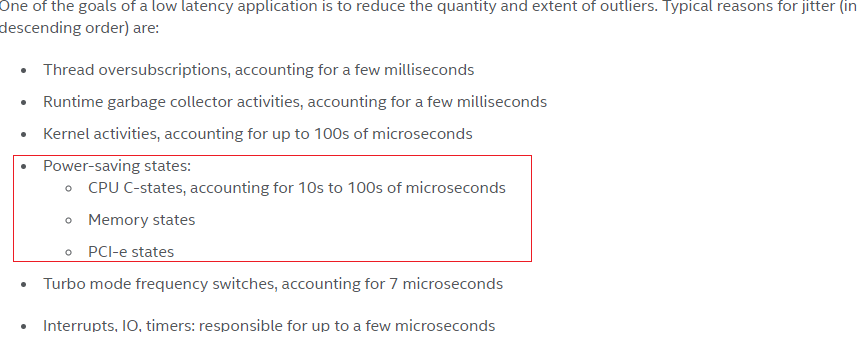 One of the goals of a low latency application is to reduce the quantity and extent of outliers. Typical reasons for jitter (in
descending order) are:
• Thread oversubscriptions, accounting for a few milliseconds
• Runtime garbage collector activities, accounting for a few milliseconds
• Kernel activities, accounting for up to 100s of microseconds
• Power-saving states:
o CPU C-states, accounting for 10s to 100s of microseconds
o Memory states
o PCI-e states
• Turbo mode frequency switches, accounting for 7 microseconds
• Interrupts, IO, timers: responsible for up to a few microseconds